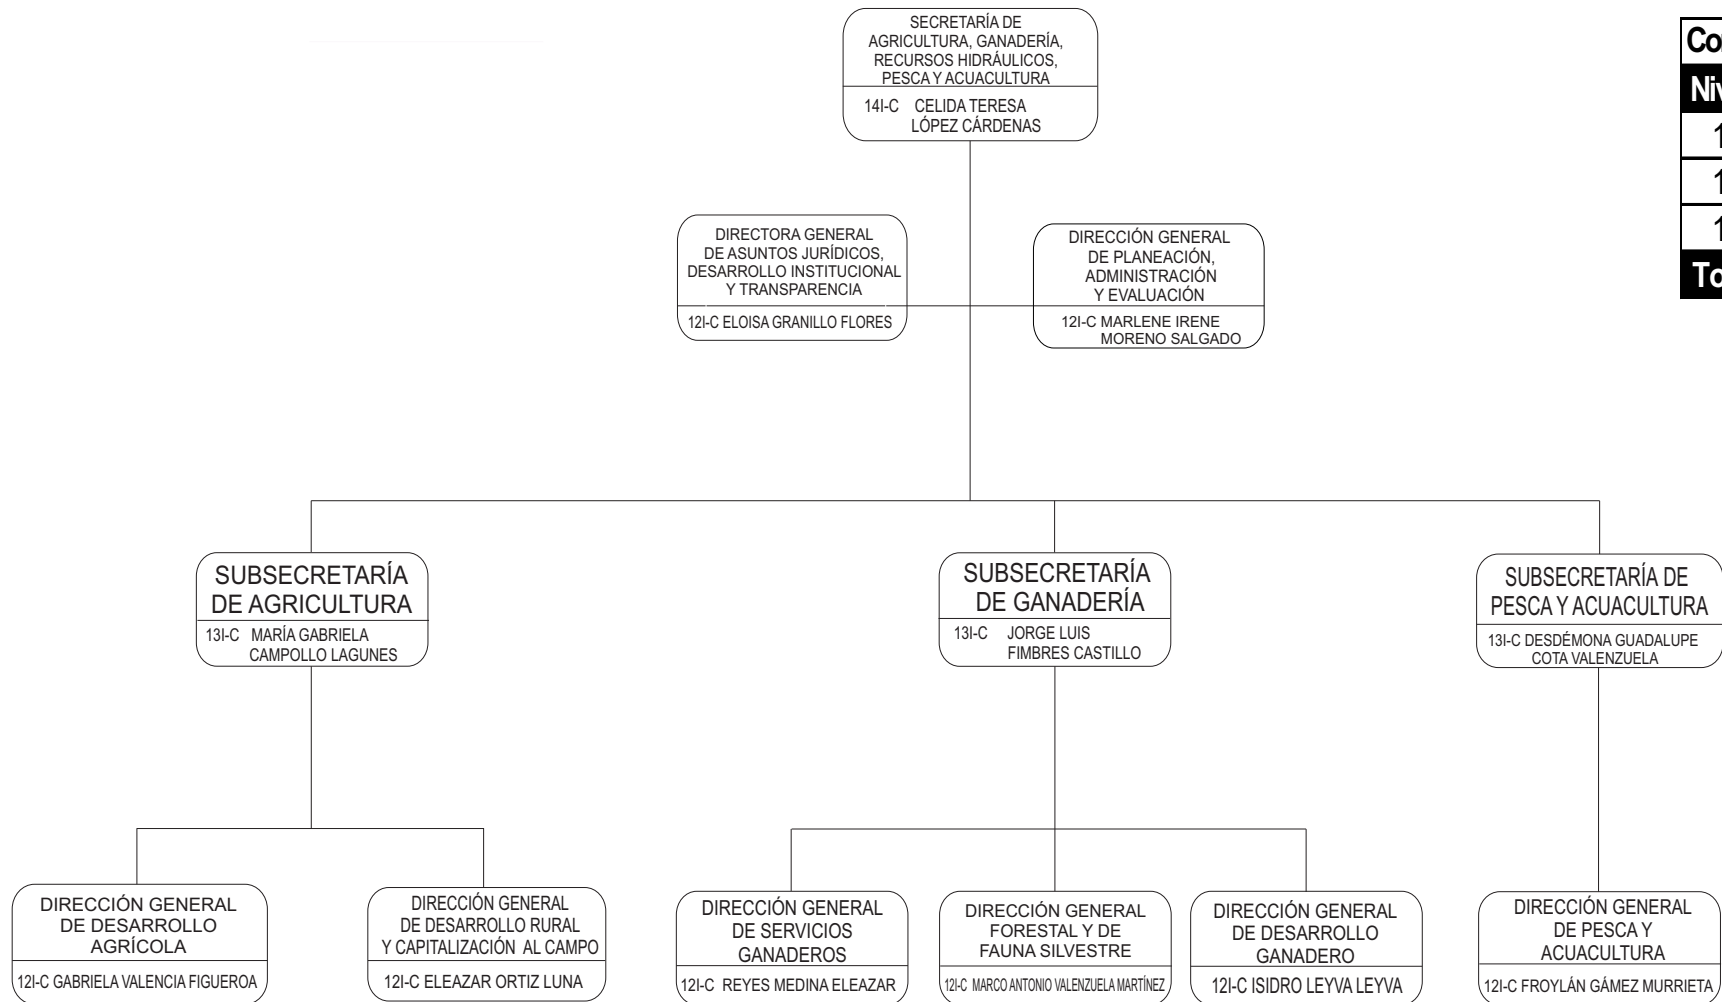 SECRETARÍA DE
AGRICULTURA, GANADERÍA,
RECURSOS HIDRÁULICOS,
PESCA Y ACUACULTURA
14I-C CELIDA TERESA
LÓPEZ CÁRDENAS
DIRECTORA GENERAL
DE ASUNTOS JURÍDICOS,
DESARROLLO INSTITUCIONAL
Y TRANSPARENCIA
12I-C ELOISA GRANILLO FLORES
DIRECCIÓN GENERAL
DE PLANEACIÓN,
ADMINISTRACIÓN
Y EVALUACIÓN
12I-C MARLENE IRENE
MORENO SALGADO
SUBSECRETARÍA
DE AGRICULTURA
13I-C MARÍA GABRIELA
CAMPOLLO LAGUNES
SUBSECRETARÍA
DE GANADERÍA
13I-C JORGE LUIS
FIMBRES CASTILLO
SUBSECRETARÍA DE
PESCA Y ACUACULTURA
13I-C DESDÉMONA GUADALUPE
COTA VALENZUELA
DIRECCIÓN GENERAL
DE DESARROLLO
AGRÍCOLA
12I-C GABRIELA VALENCIA FIGUEROA
DIRECCIÓN GENERAL
DE DESARROLLO RURAL
Y CAPITALIZACIÓN AL CAMPO
12I-C ELEAZAR ORTIZ LUNA
DIRECCIÓN GENERAL
DE SERVICIOS
GANADEROS
12I-C REYES MEDINA ELEAZAR
DIRECCIÓN GENERAL
FORESTAL Y DE
FAUNA SILVESTRE
12I-C MARCO ANTONIO VALENZUELA MARTÍNEZ
DIRECCIÓN GENERAL
DE DESARROLLO
GANADERO
12I-C ISIDRO LEYVA LEYVA
DIRECCIÓN GENERAL
DE PESCA Y
ACUACULTURA
12I-C FROYLÁN GÁMEZ MURRIETA